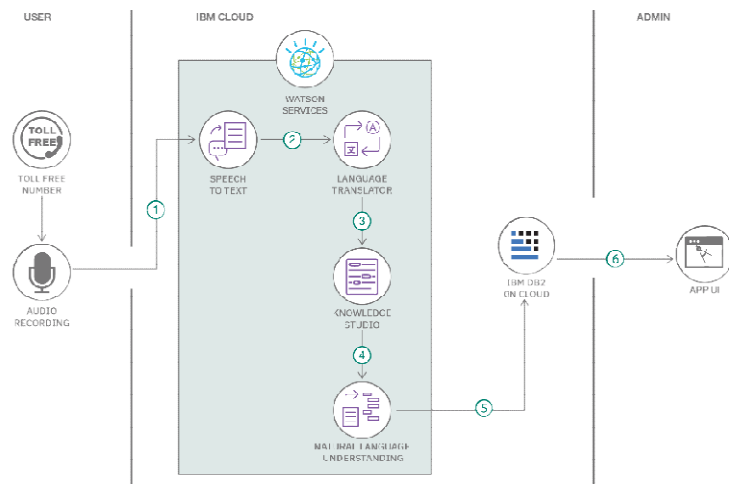 USER
IBM CLOUD
ADMIN
WATSON
SERVICES
TOLL
FREE
TOLL FREE
NUMBER
1
AUDIO
RECORDING
SPEECH
TO TEXT
2
A
文
LANGUAGE
TRANSLATOR
3
KNOWLEDGE
STUDIO
4
NATURAL LANGUAGE
UNDERSTANDING
5
IBM DB2
ON CLOUD
6
APP UI